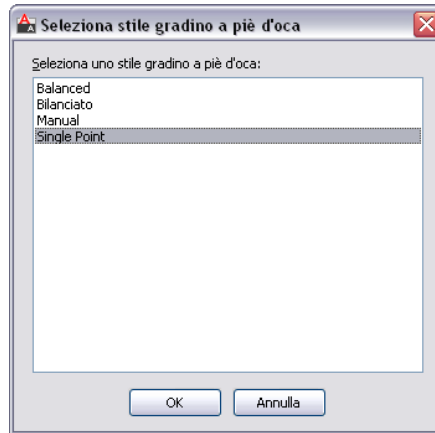 Seleziona stile gradino a piè d'oca
Seleziona uno stile gradino a piè d'oca:
Balanced
Bilanciato
Manual
Single Point
OK
Annulla